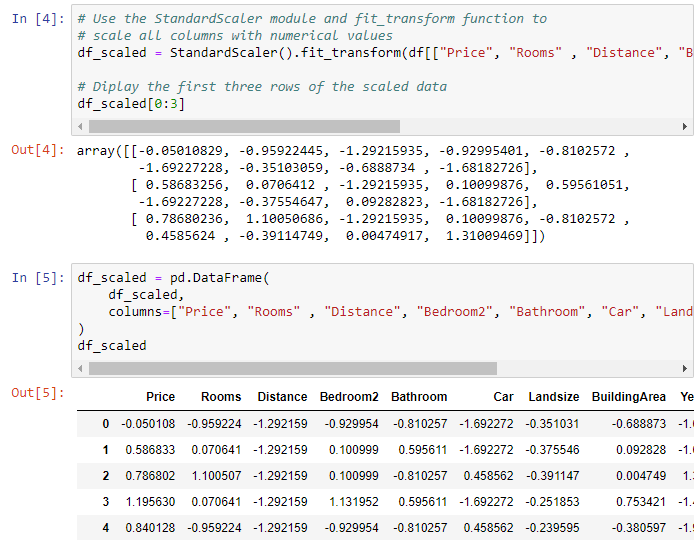 In [4]: # Use the StandardScaler module and fit_transform function to
# scale all columns with numerical values
df_scaled = StandardScaler().fit_transform(df[["Price", "Rooms" , "Distance", "B
# Diplay the first three rows of the scaled data
df_scaled[0:3]
Out[4]: array([[-0.05010829, -0.95922445, -1.29215935, -0.92995401, -0.8102572 ,
-1.69227228, -0.35103059, -0.6888734 , -1.68182726],
[ 0.58683256, 0.0706412 , -1.29215935, 0.10099876, 0.59561051,
-1.69227228, -0.37554647, 0.09282823, -1.68182726],
[ 0.78680236, 1.10050686, -1.29215935, 0.10099876, -0.8102572 ,
0.4585624 , -0.39114749, 0.00474917, 1.31009469]])
In [5]: df_scaled = pd.DataFrame(
df_scaled,
columns=["Price", "Rooms" , "Distance", "Bedroom2", "Bathroom", "Car", "Land
)
df_scaled
Out[5]:
Price Rooms Distance Bedroom2 Bathroom Car Landsize BuildingArea Ye
0 -0.050108 -0.959224 -1.292159 -0.929954 -0.810257 -1.692272 -0.351031 -0.688873 -1.6
1 0.586833 0.070641 -1.292159 0.100999 0.595611 -1.692272 -0.375546 0.092828 -1.6
2 0.786802 1.100507 -1.292159 0.100999 -0.810257 0.458562 -0.391147 0.004749 1.3
3 1.195630 0.070641 -1.292159 1.131952 0.595611 -1.692272 -0.251853 0.753421 -1.4
4 0.840128 -0.959224 -1.292159 -0.929954 -0.810257 0.458562 -0.239595 -0.380597 -1.9